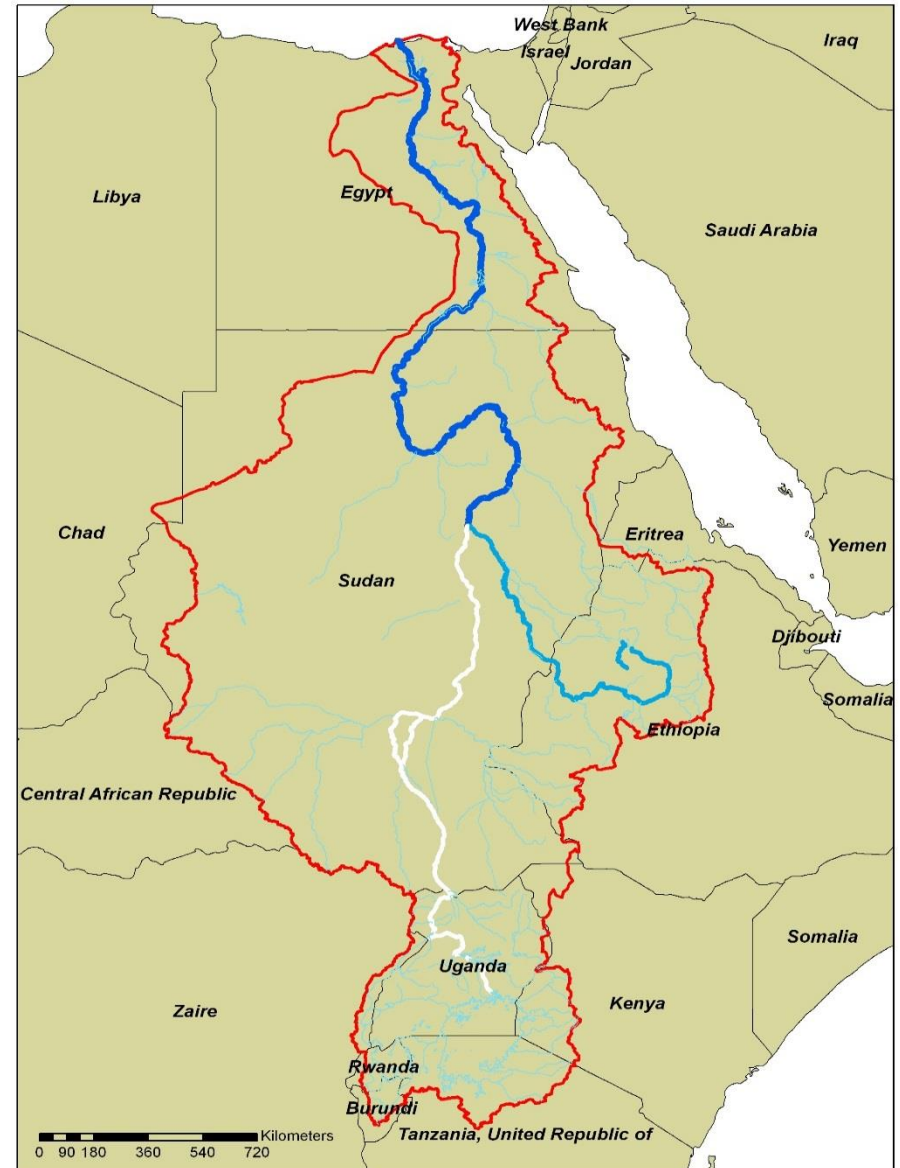 West Bank
Israel
Jordan
Iraq
Libya
Egypt
Saudi Arabia
Chad
Sudan
Eritrea
Yemen
Djibouti
Somalia
Ethiopia
Central African Republic
Somalia
Uganda
Zaire
Kenya
Rwanda
Burundi
Tanzania, United Republic of
Kilometers
0 90 180 360 540 720